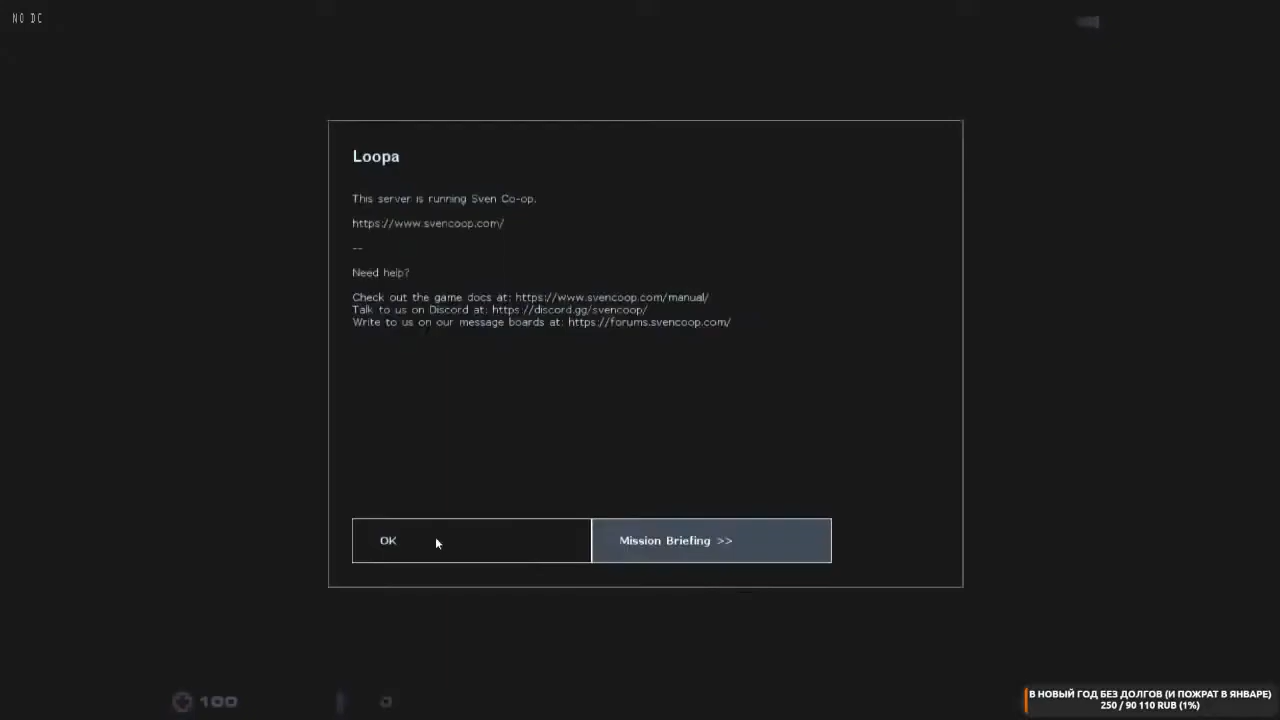 NO DC
Loopa
This server is running Sven Co-op.
https://www.svencoop.com/
--
Need help?
Check out the game docs at: https://www.svencoop.com/manual/
Talk to us on Discord at: https://discord.gg/svencoop/
Write to us on our message boards at: https://forums.svencoop.com/
OK
Mission Briefing >>
100
0
В НОВЫЙ ГОД БЕЗ ДОЛГОВ (И ПОЖРАТ В ЯНВАРЕ)
250 / 90 110 RUB (1%)